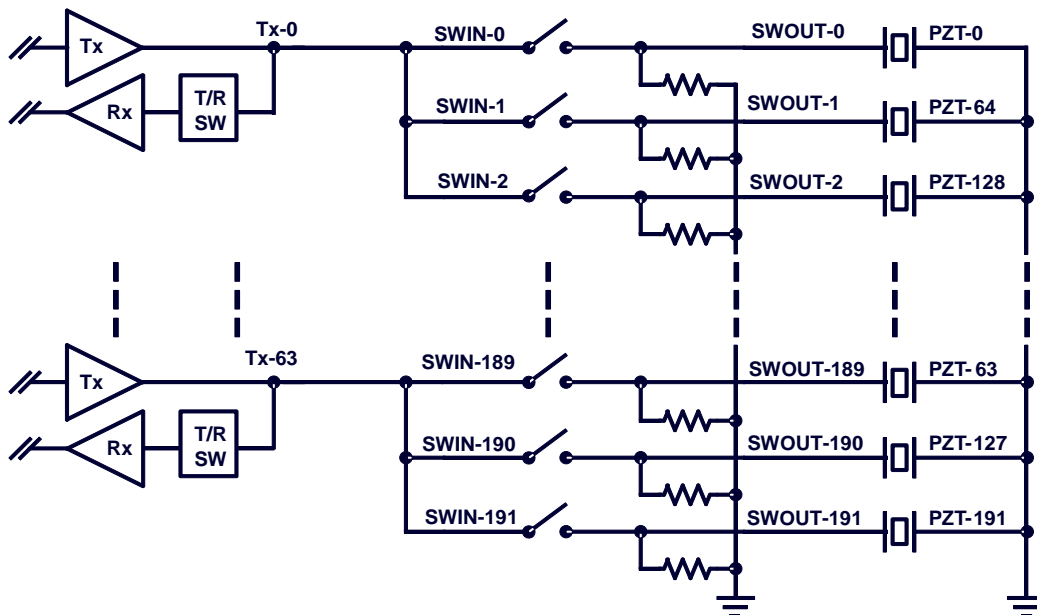 Tx
Tx-0
SWIN-0
SWOUT-0
PZT-0
Rx
T/R
SW
SWIN-1
SWOUT-1
PZT-64
SWIN-2
SWOUT-2
PZT-128
Tx
Tx-63
SWIN-189
SWOUT-189
PZT-63
Rx
T/R
SW
SWIN-190
SWOUT-190
PZT-127
SWIN-191
SWOUT-191
PZT-191